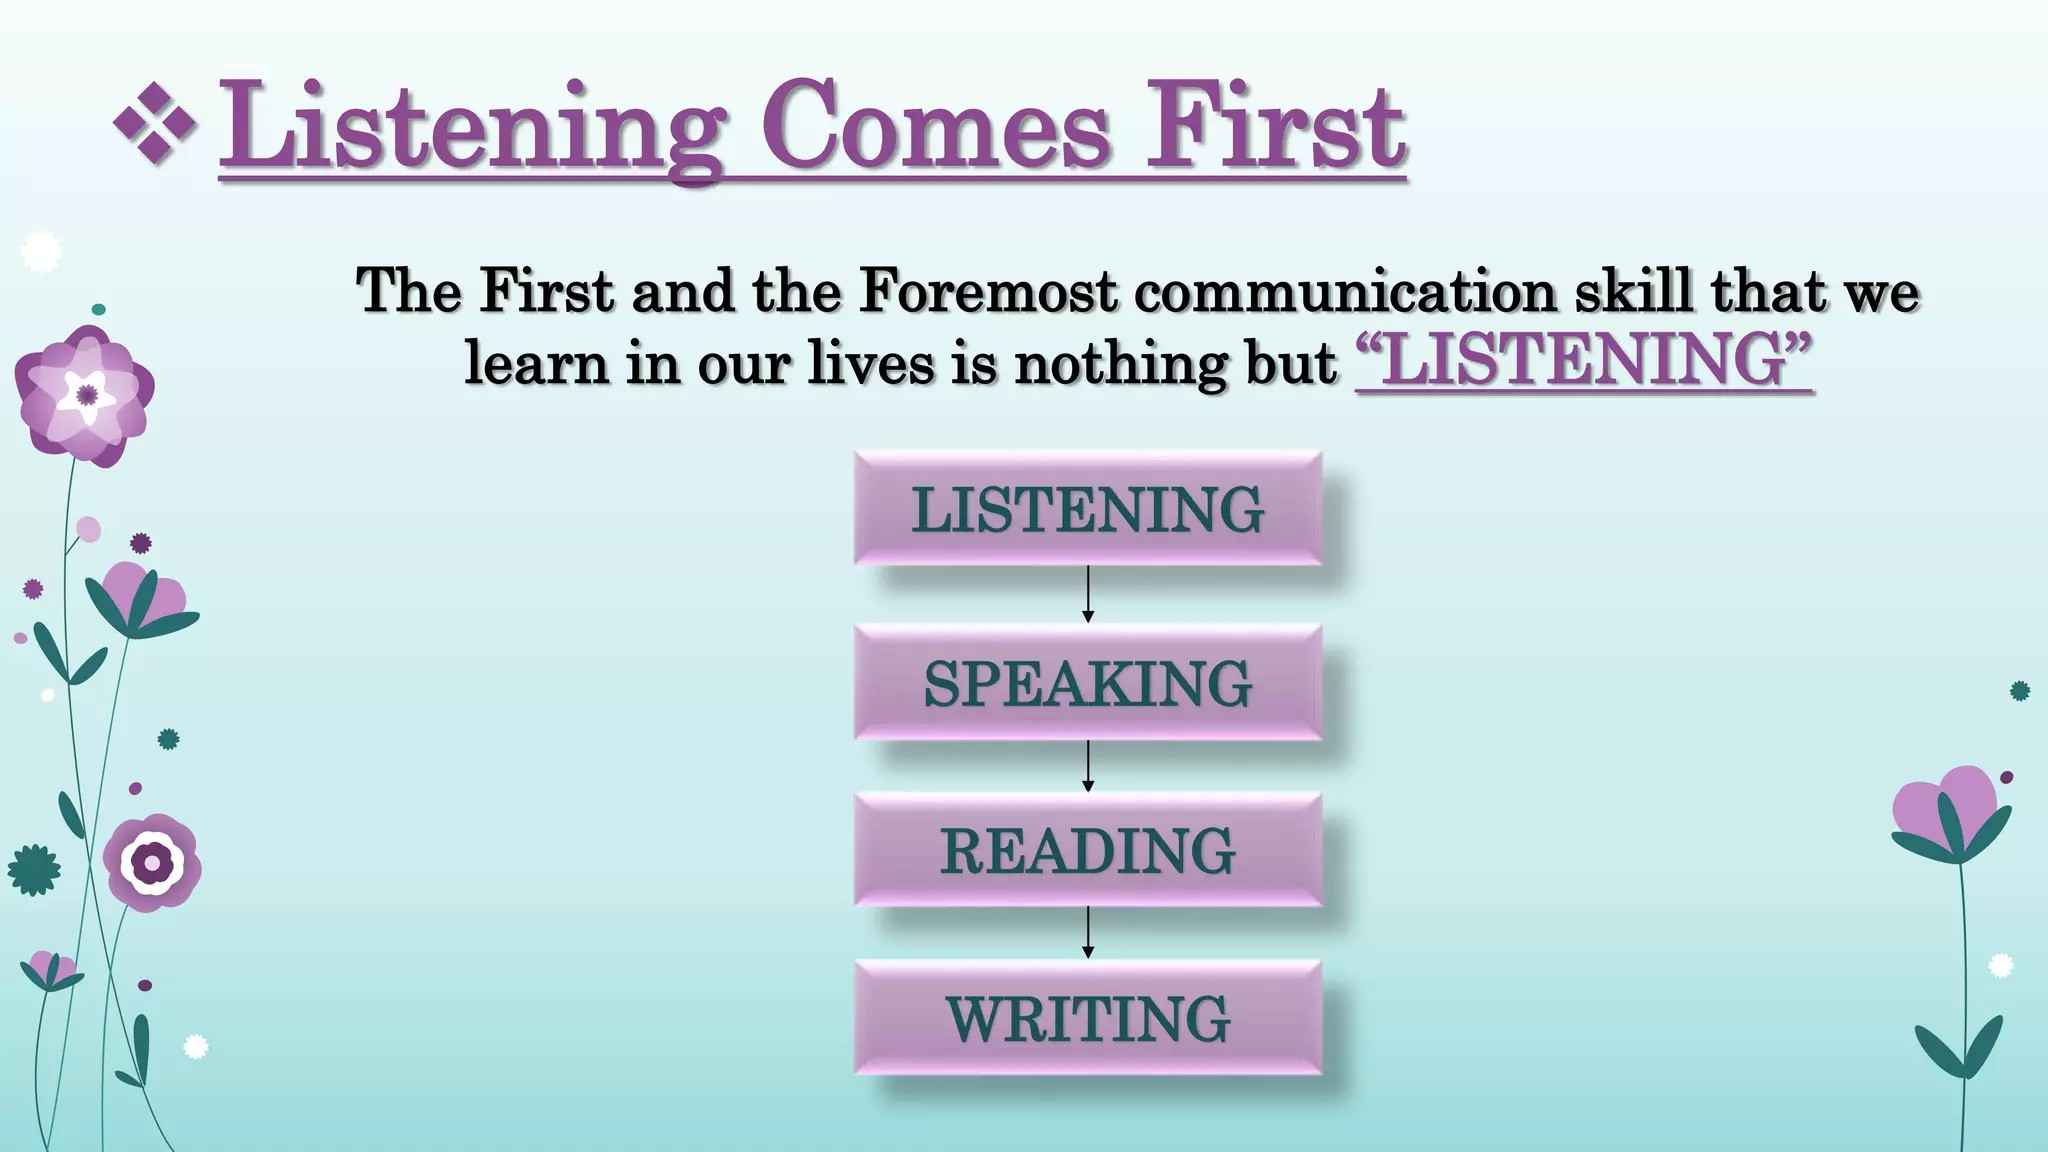 Listening Comes First
The First and the Foremost communication skill that we
learn in our lives is nothing but “LISTENING”
LISTENING
SPEAKING
READING
WRITING